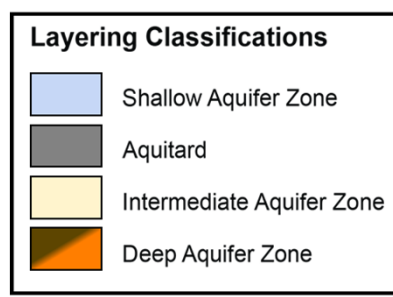 Layering Classifications
Shallow Aquifer Zone
Aquitard
Intermediate Aquifer Zone
Deep Aquifer Zone